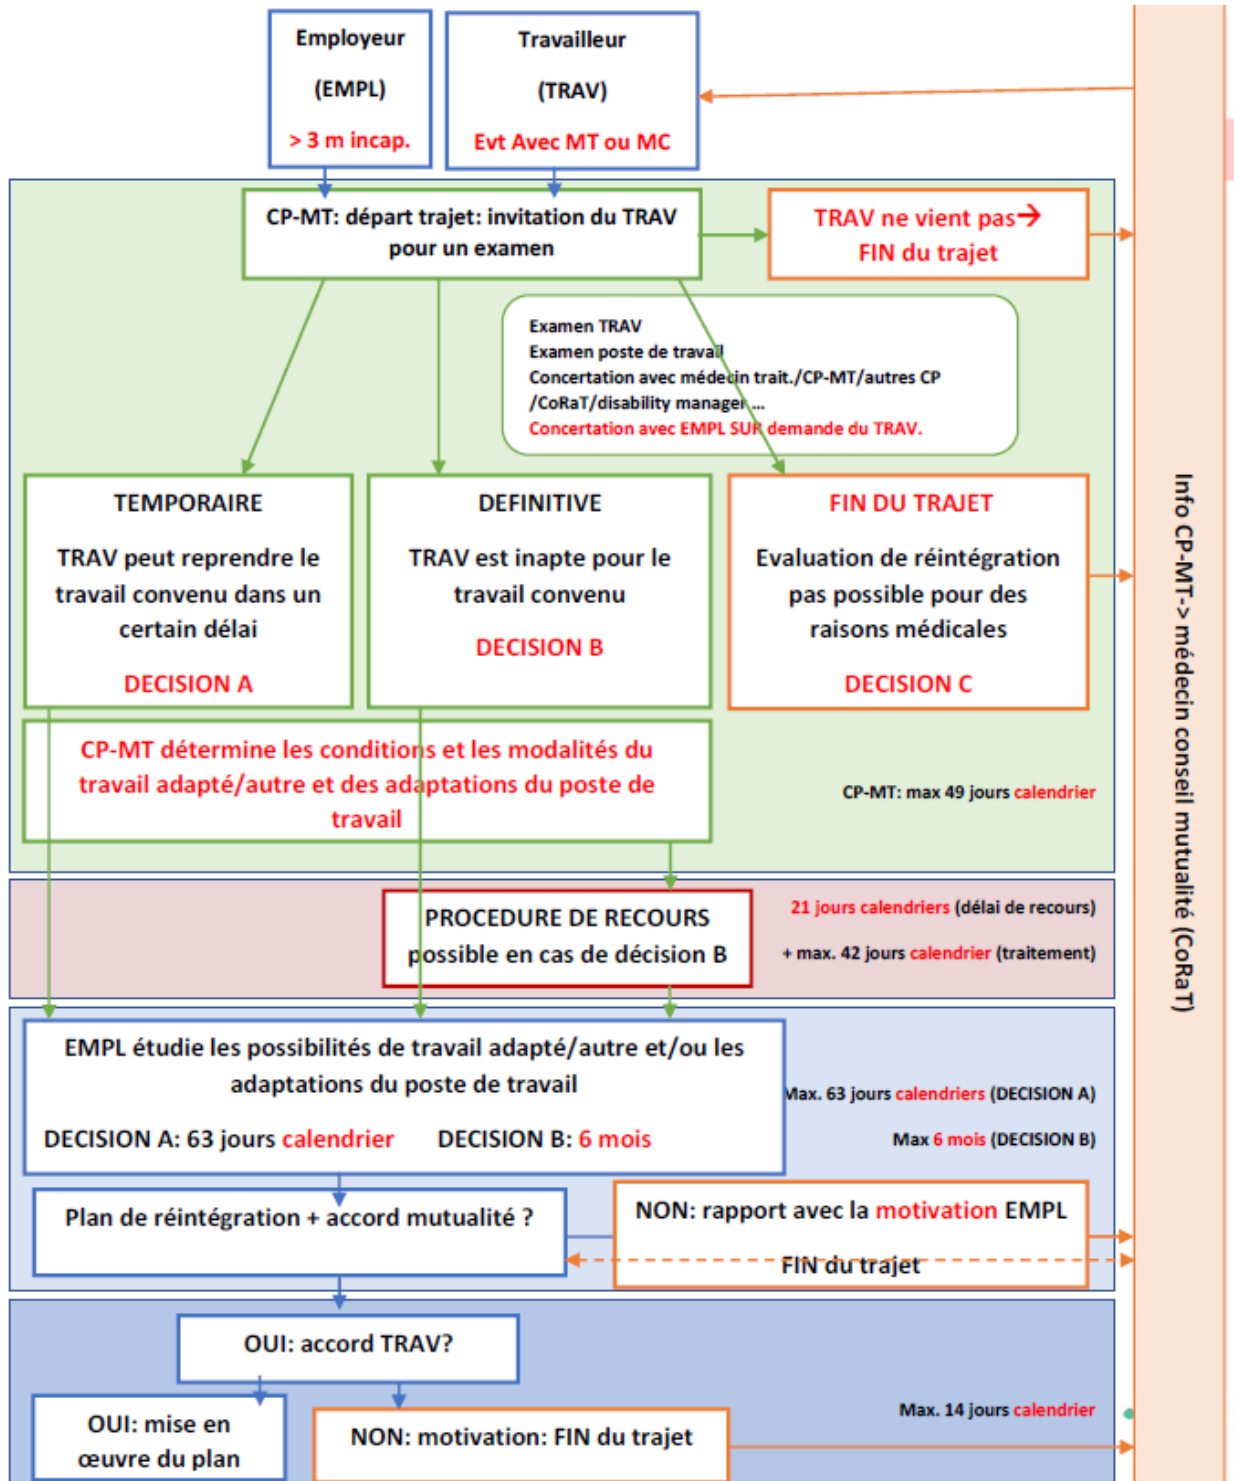 Employeur
(EMPL)
> 3 m incap.
Travailleur
(TRAV)
Evt Avec MT ou MC
CP-MT: départ trajet: invitation du TRAV
pour un examen
TRAV ne vient pas→
FIN du trajet
Examen TRAV
Examen poste de travail
Concertation avec médecin trait./CP-MT/autres CP
/CoRaT/disability manager ...
Concertation avec EMPL SUR demande du TRAV.
TEMPORAIRE
TRAV peut reprendre le
travail convenu dans un
certain délai
DECISION A
DEFINITIVE
TRAV est inapte pour le
travail convenu
DECISION B
FIN DU TRAJET
Evaluation de réintégration
pas possible pour des
raisons médicales
DECISION C
CP-MT détermine les conditions et les modalités du
travail adapté/autre et des adaptations du poste de
travail
CP-MT: max 49 jours calendrier
PROCEDURE DE RECOURS
possible en cas de décision B
21 jours calendriers (délai de recours)
+ max. 42 jours calendrier (traitement)
EMPL étudie les possibilités de travail adapté/autre et/ou les
adaptations du poste de travail
DECISION A: 63 jours calendrier DECISION B: 6 mois
Max. 63 jours calendriers (DECISION A)
Max 6 mois (DECISION B)
Plan de réintégration + accord mutualité ?
NON: rapport avec la motivation EMPL
FIN du trajet
OUI: accord TRAV?
OUI: mise en
œuvre du plan
NON: motivation: FIN du trajet
Max. 14 jours calendrier
Info CP-MT-> médecin conseil mutualité (CoRaT)